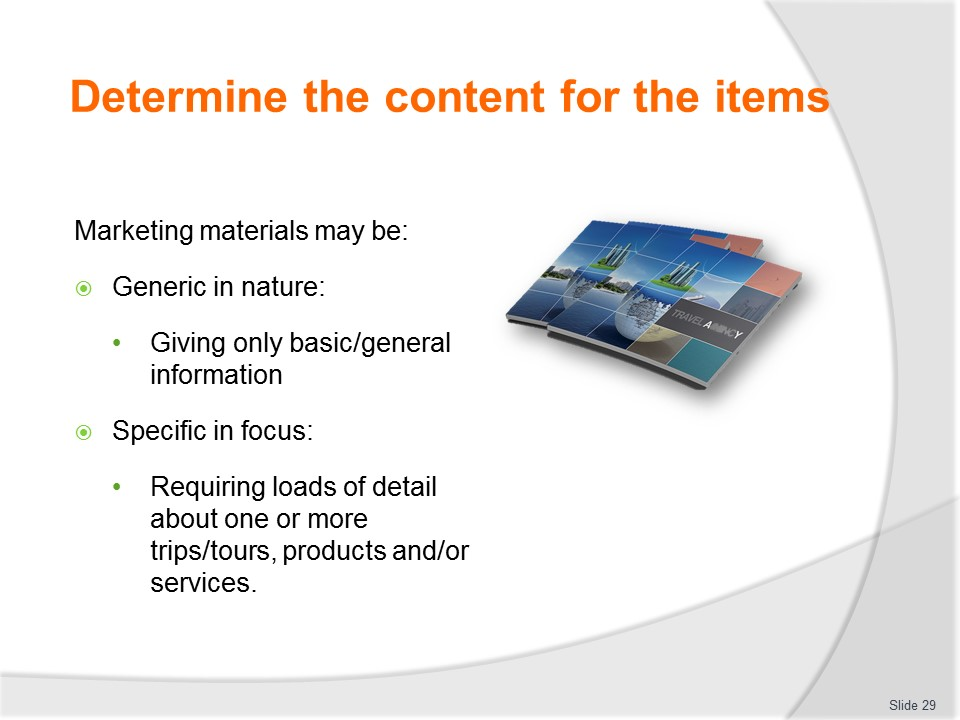 Determine the content for the items
Marketing materials may be:
Generic in nature:
• Giving only basic/general
information
Specific in focus:
• Requiring loads of detail
about one or more
trips/tours, products and/or
services.
TRAVEL
Slide 29